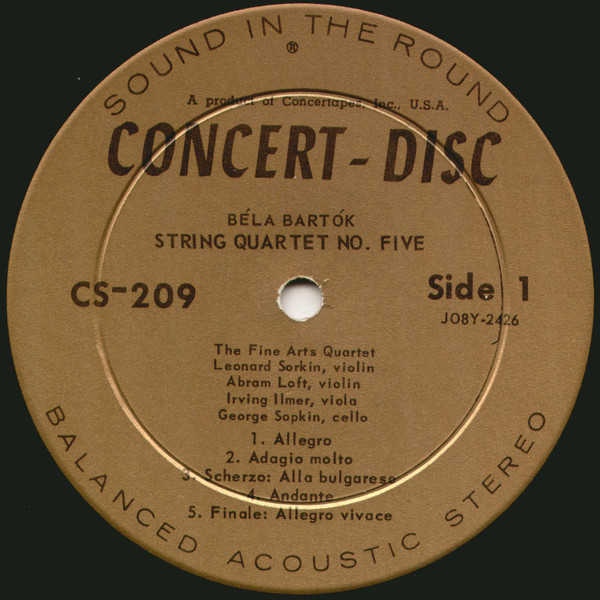 SOUND IN THE ROUND
®
A product of Concertapes, Inc., U.S.A.
CONCERT-DISC
BÉLA BARTÓK
STRING QUARTET NO. FIVE
CS-209
Side 1
JO8Y-2426
The Fine Arts Quartet
Leonard Sorkin, violin
Abram Loft, violin
Irving Ilmer, viola
George Sopkin, cello
1. Allegro
2. Adagio molto
3. Scherzo: Alla bulgarese
4. Andante
5. Finale: Allegro vivace
BALANCED ACOUSTIC STEREO